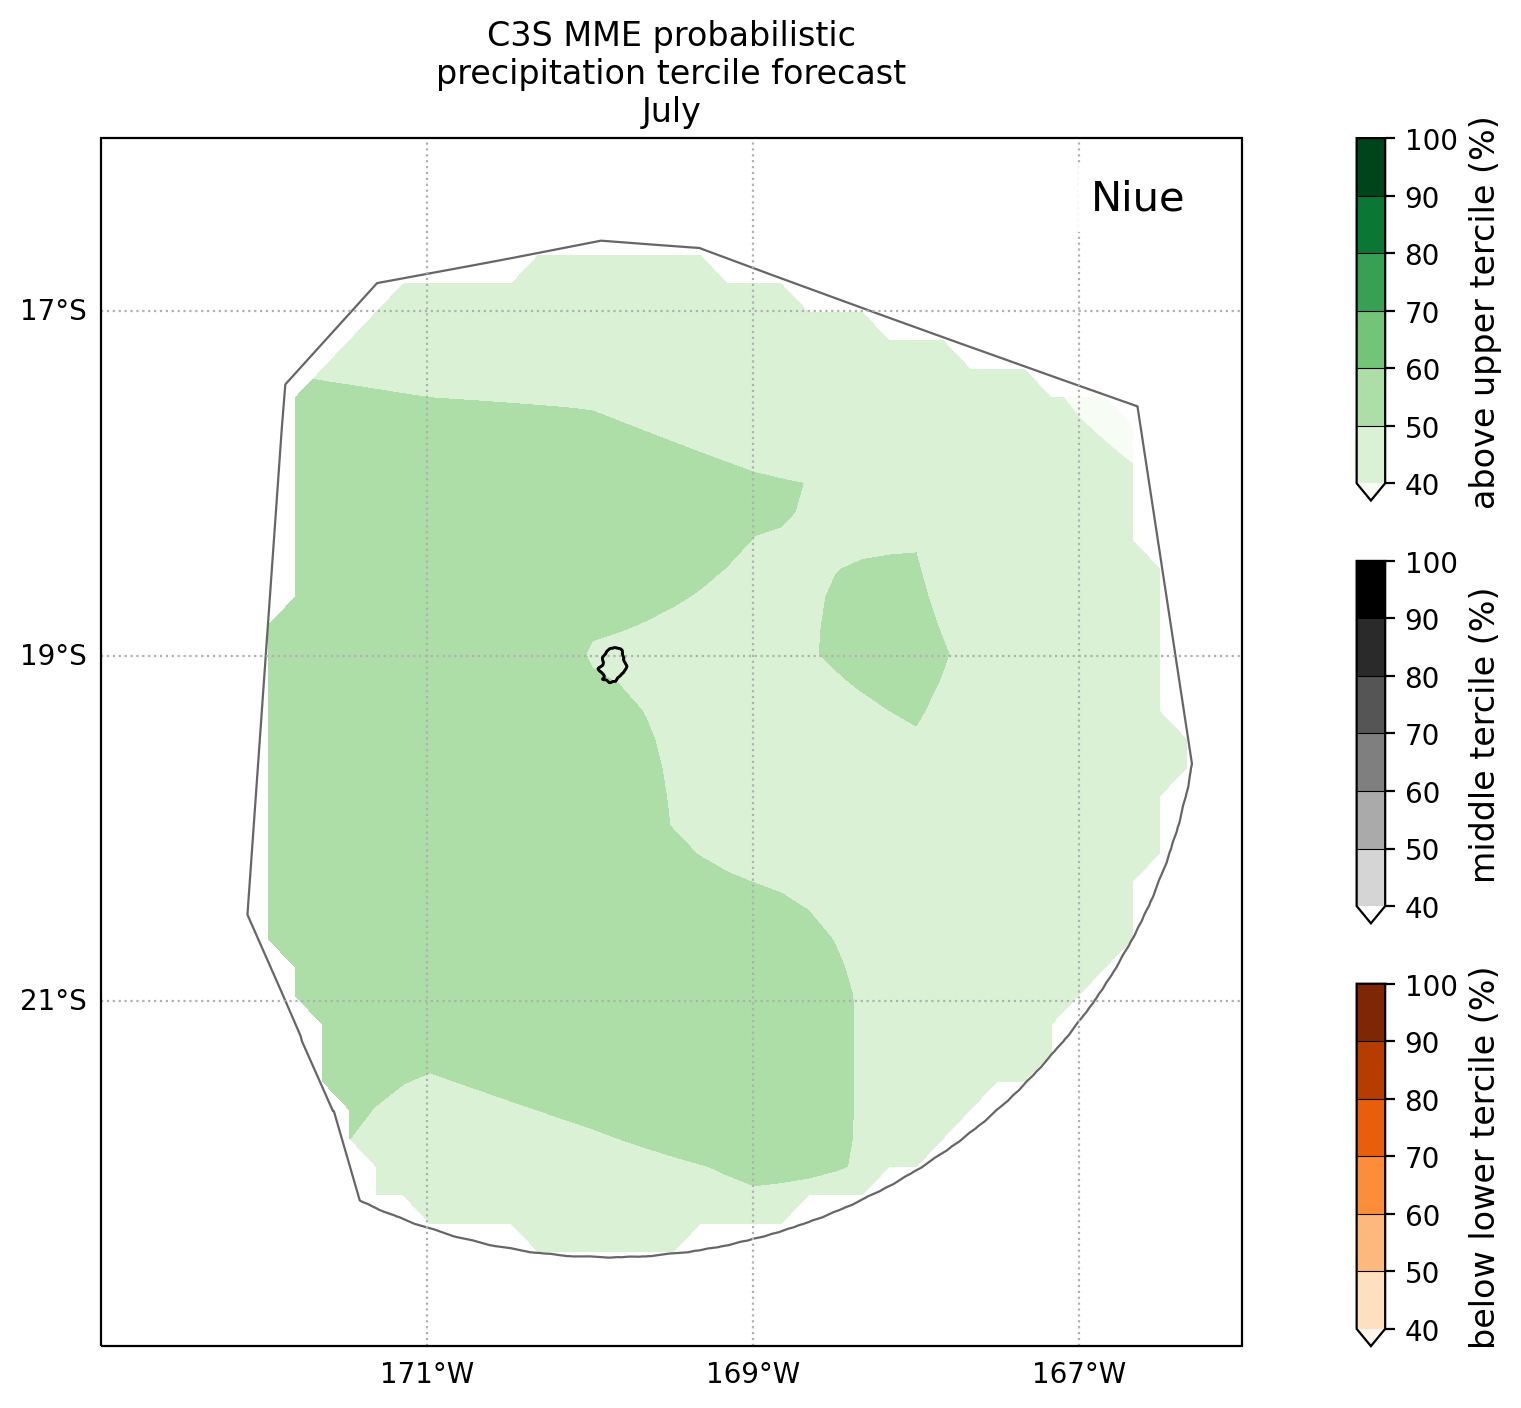 C3S MME probabilistic
precipitation tercile forecast
July
Niue
17°S
19°S
21°S
171°W
169°W
167°W
100
90
80
70
60
50
40
above upper tercile (%)
100
90
80
70
60
50
40
middle tercile (%)
100
90
80
70
60
50
40
below lower tercile (%)